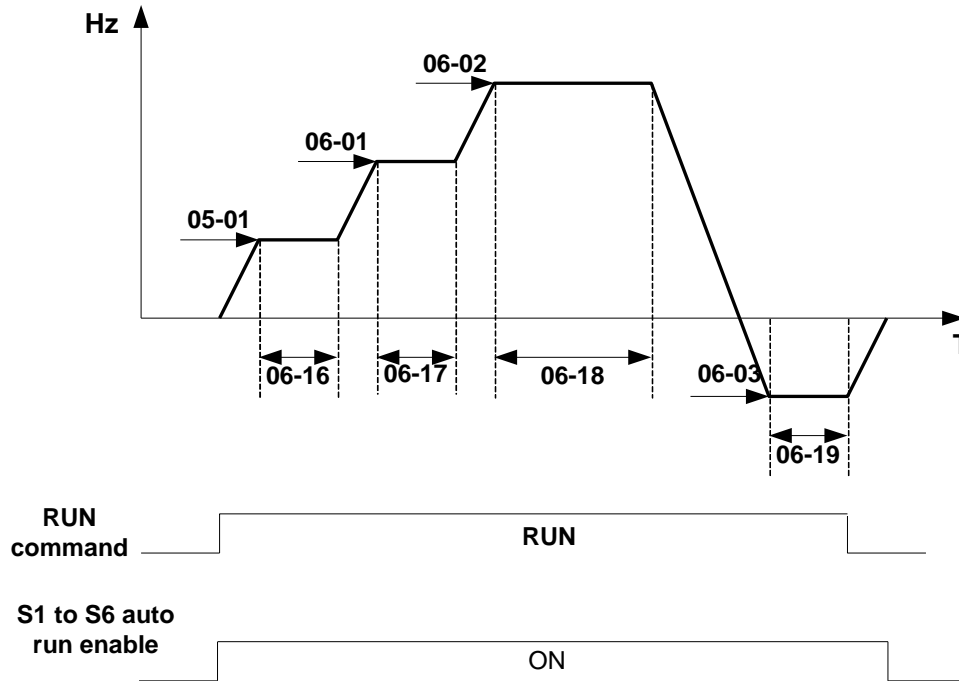 Hz
06-02
06-01
05-01
T
06-16
06-17
06-18
06-03
06-19
RUN
command
RUN
S1 to S6 auto
run enable
ON